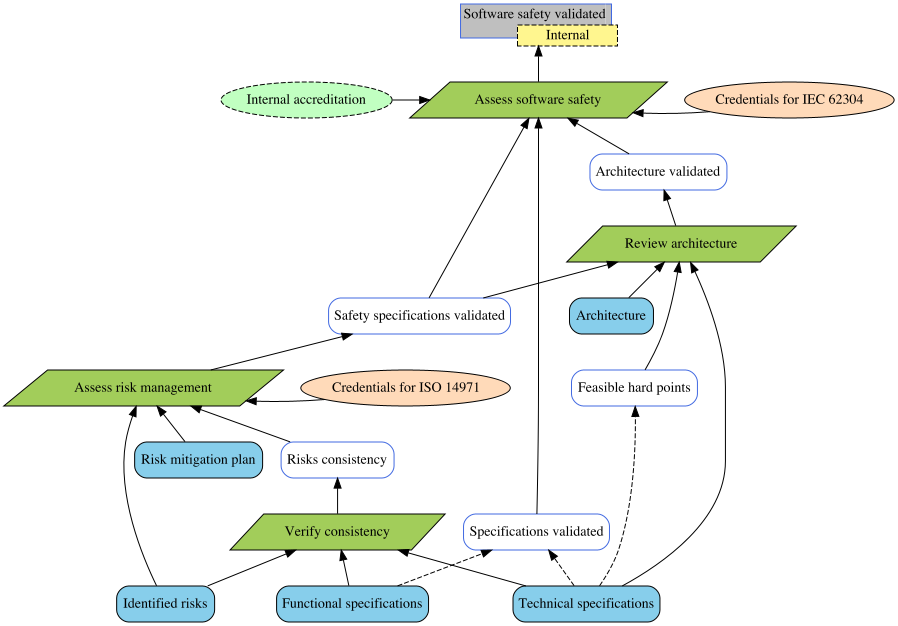 Software safety validated
Internal
Internal accreditation
Assess software safety
Credentials for IEC 62304
Architecture validated
Review architecture
Safety specifications validated
Architecture
Assess risk management
Credentials for ISO 14971
Feasible hard points
Risk mitigation plan
Risks consistency
Verify consistency
Specifications validated
Identified risks
Functional specifications
Technical specifications